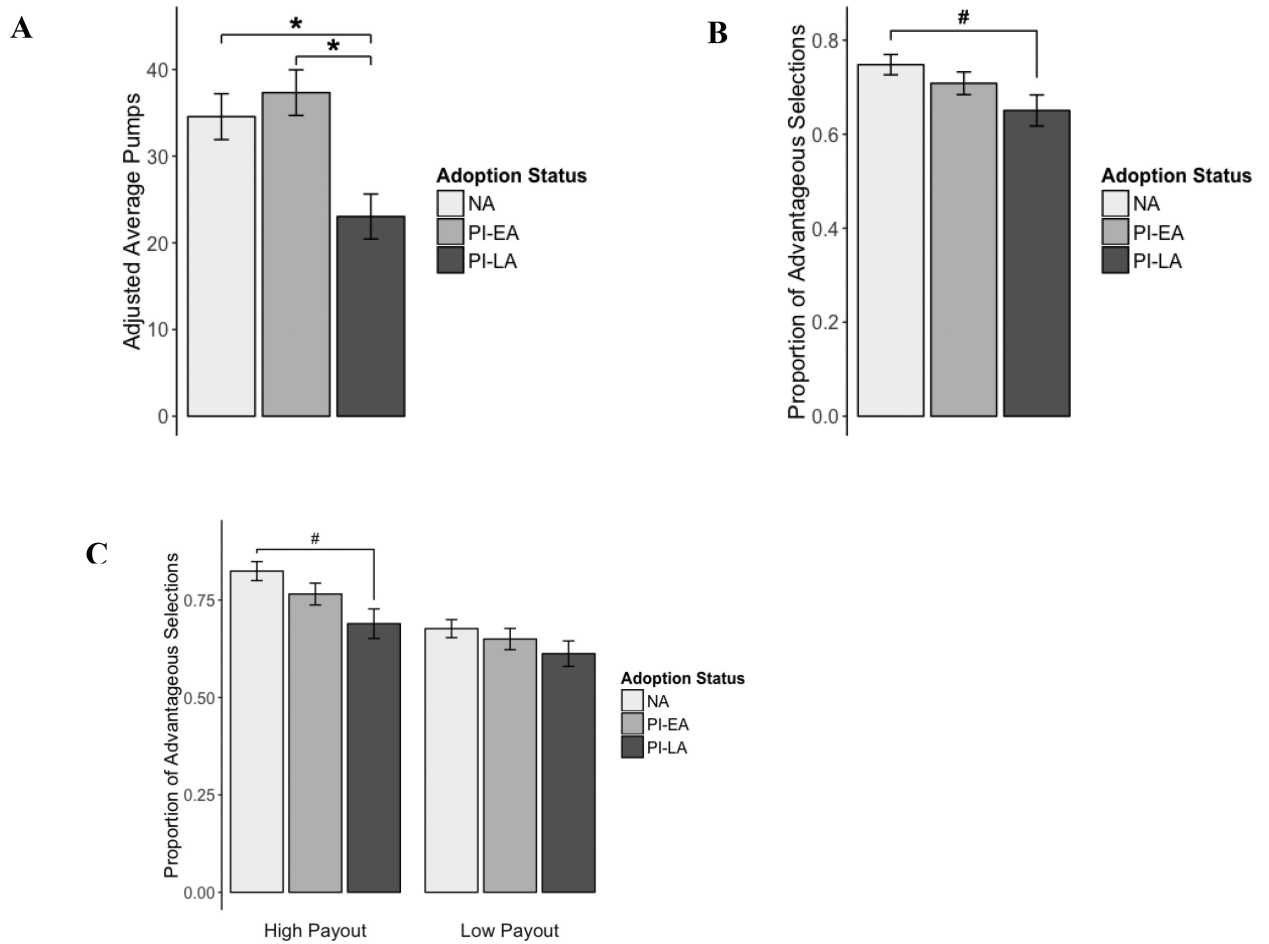 A
Adjusted Average Pumps
40
30
20
10
0
*
*
Adoption Status
NA
PI-EA
PI-LA
B
Proportion of Advantageous Selections
0.8
0.6
0.4
0.2
0.0
#
Adoption Status
NA
PI-EA
PI-LA
C
Proportion of Advantageous Selections
0.75
0.50
0.25
0.00
#
High Payout
Low Payout
Adoption Status
NA
PI-EA
PI-LA